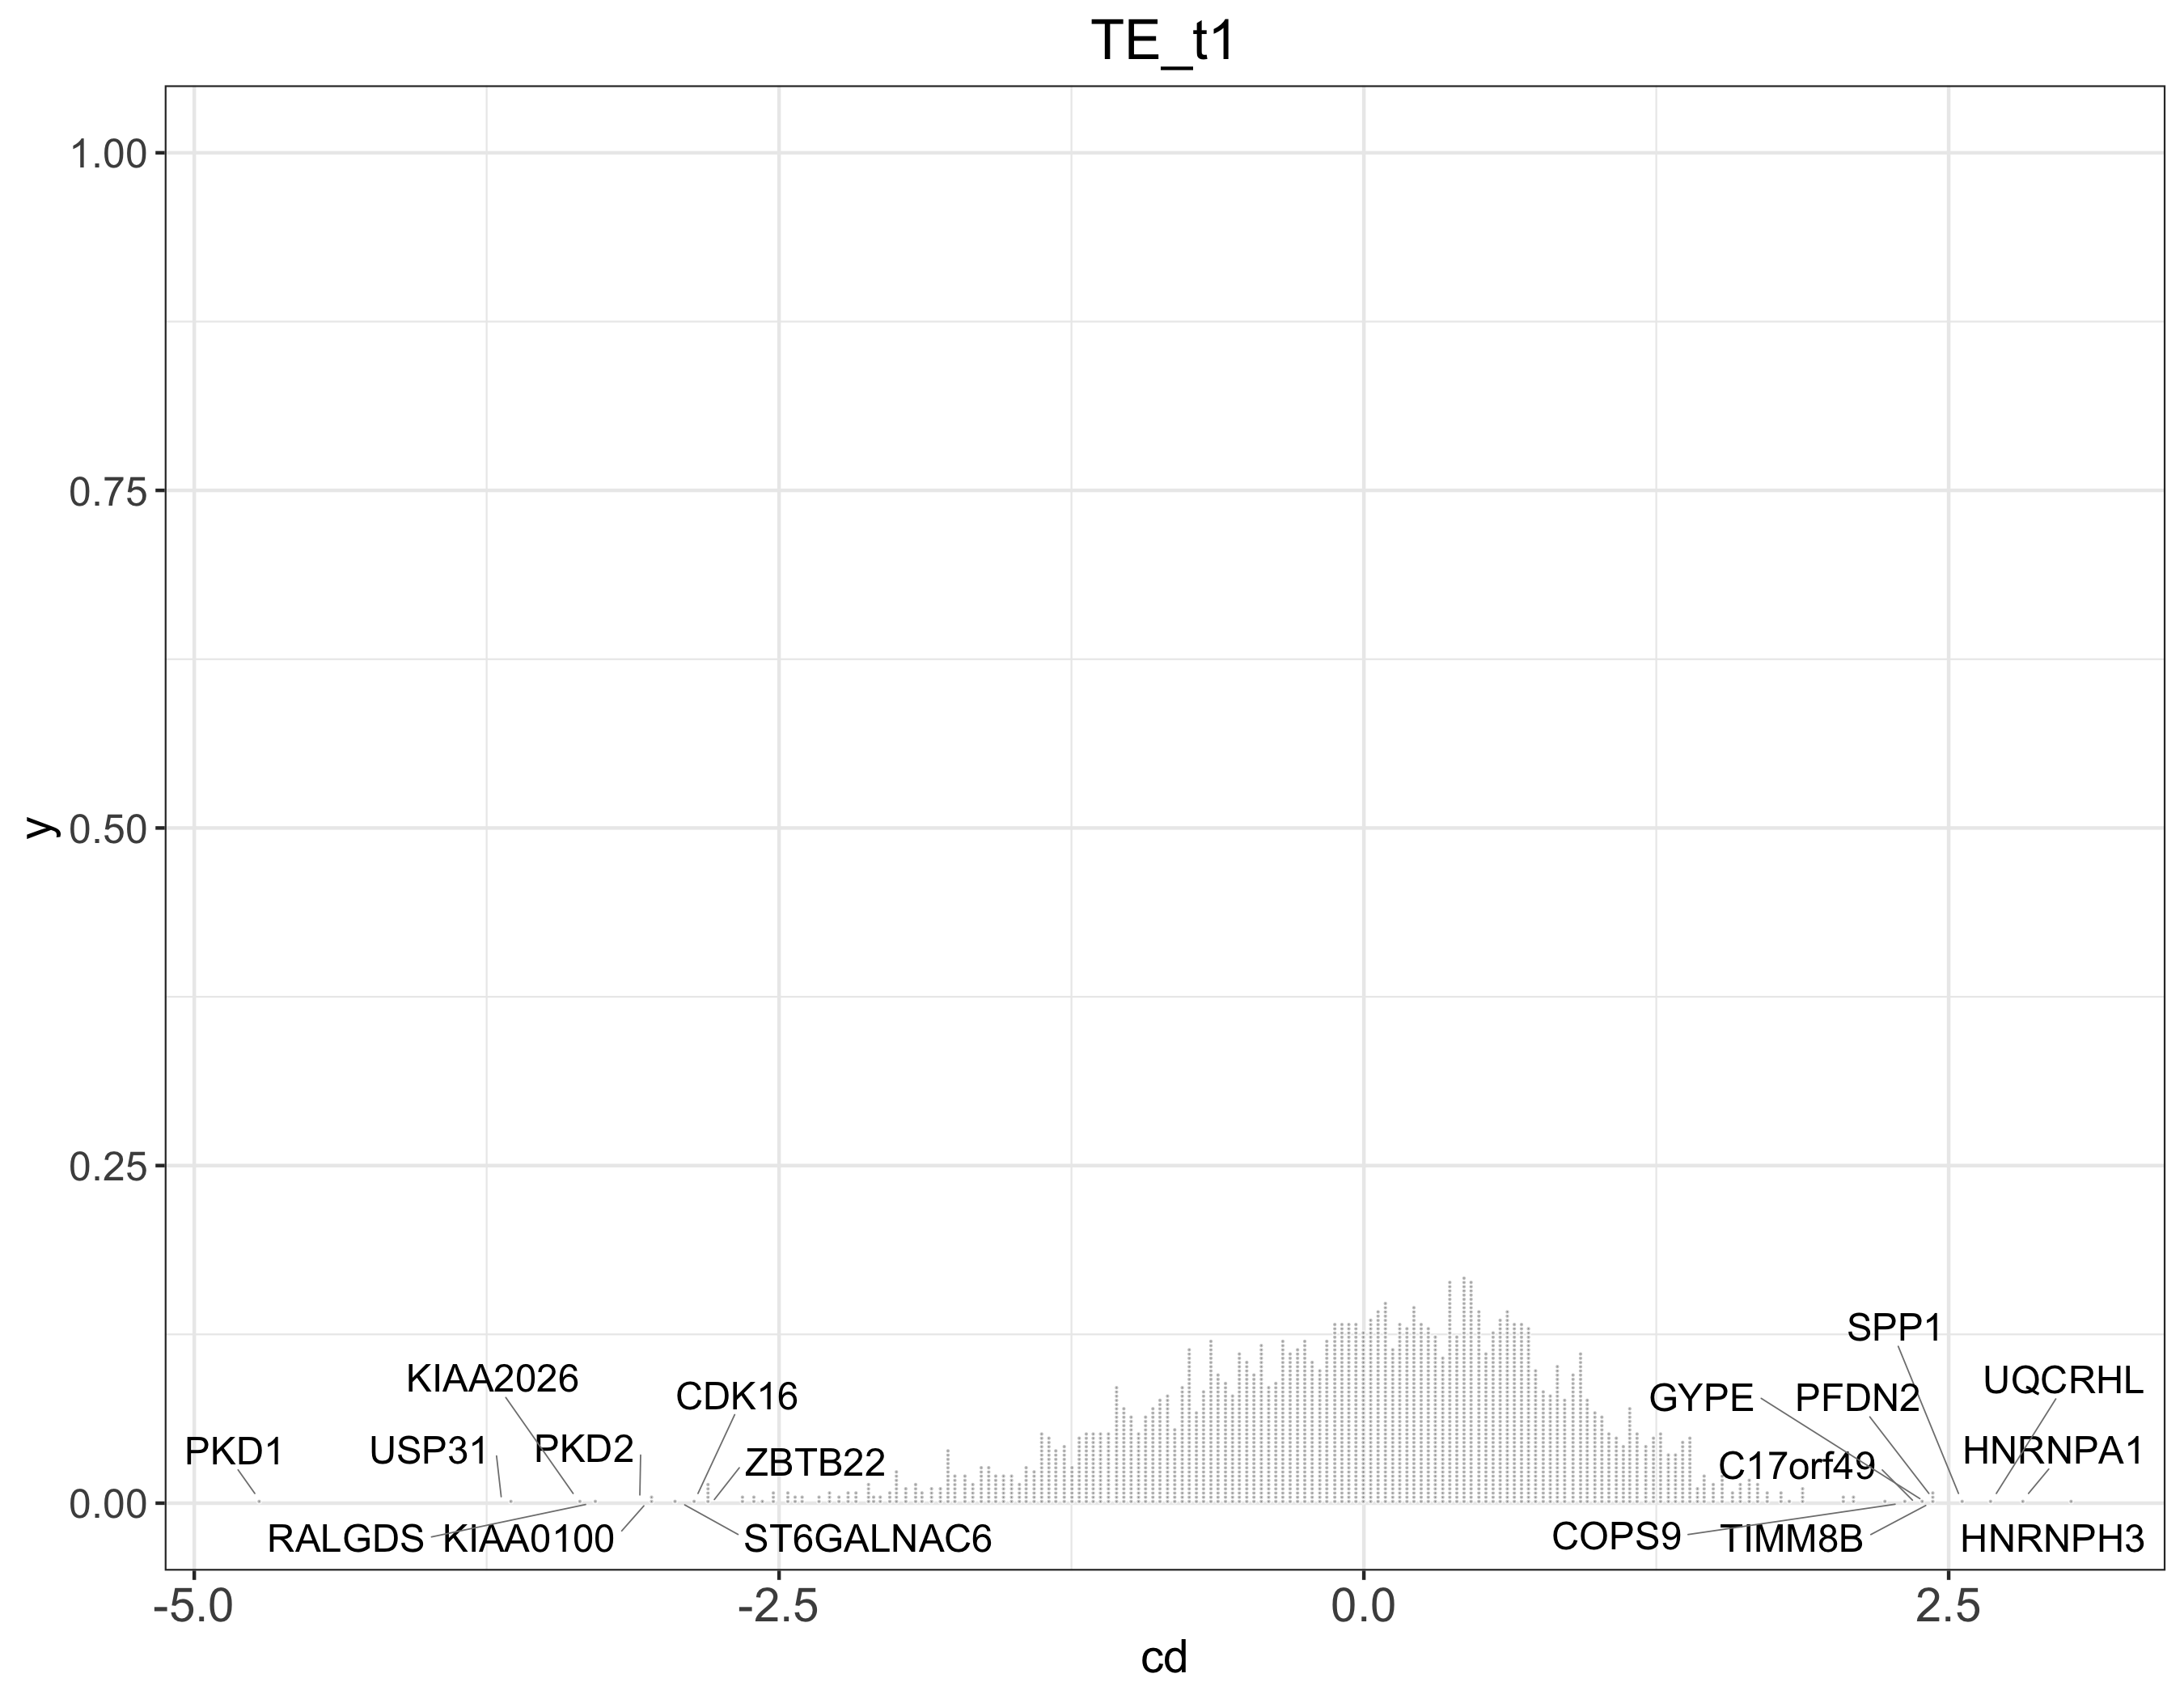 TE_t1
1.00
0.75
0.50
0.25
0.00
y
SPP1
KIAA2026
CDK16
GYPE
PFDN2
UQCRHL
PKD1
USP31
PKD2
ZBTB22
C17orf49
HNRNPA1
RALGDS
KIAA0100
ST6GALNAC6
COPS9
TIMM8B
HNRNPH3
-5.0
-2.5
0.0
2.5
cd